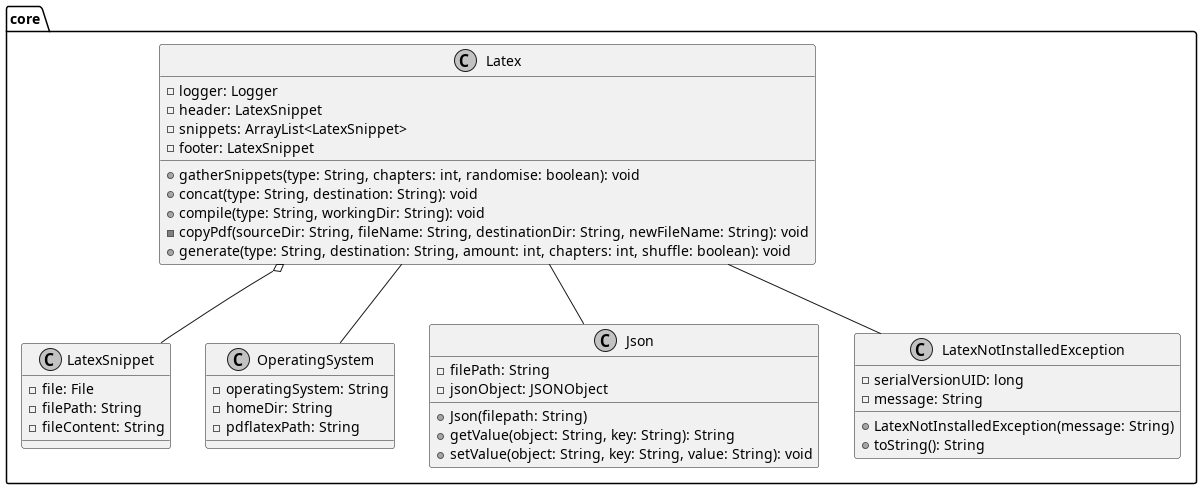 core
C Latex
logger: Logger
header: LatexSnippet
snippets: ArrayList<LatexSnippet>
footer: LatexSnippet
gatherSnippets(type: String, chapters: int, randomise: boolean): void
concat(type: String, destination: String): void
compile(type: String, workingDir: String): void
copyPdf(sourceDir: String, fileName: String, destinationDir: String, newFileName: String): void
generate(type: String, destination: String, amount: int, chapters: int, shuffle: boolean): void
C LatexSnippet
file: File
filePath: String
fileContent: String
C OperatingSystem
operatingSystem: String
homeDir: String
pdflatexPath: String
C Json
filePath: String
jsonObject: JSONObject
Json(filepath: String)
getValue(object: String, key: String): String
setValue(object: String, key: String, value: String): void
C LatexNotInstalledException
serialVersionUID: long
message: String
LatexNotInstalledException(message: String)
toString(): String